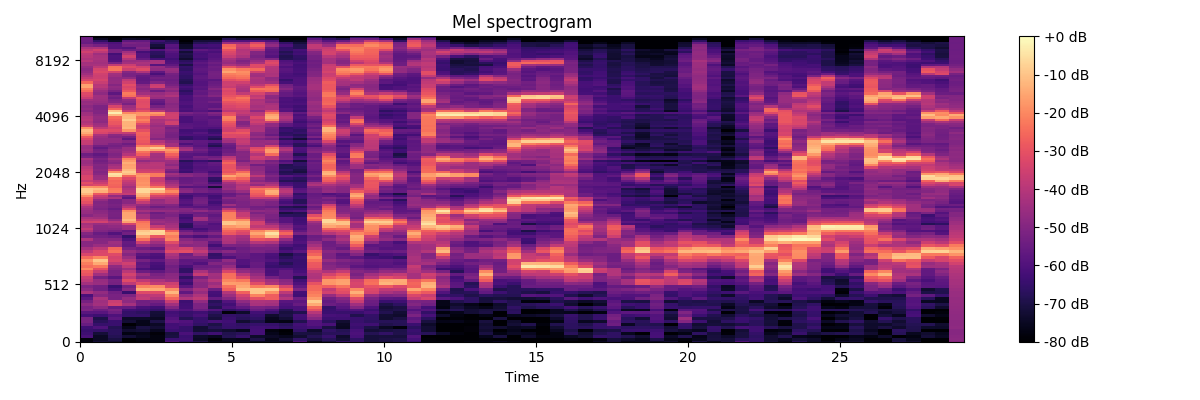 Mel spectrogram
Hz
8192
4096
2048
1024
512
0
0 5 10 15 20 25
Time
+0 dB
-10 dB
-20 dB
-30 dB
-40 dB
-50 dB
-60 dB
-70 dB
-80 dB